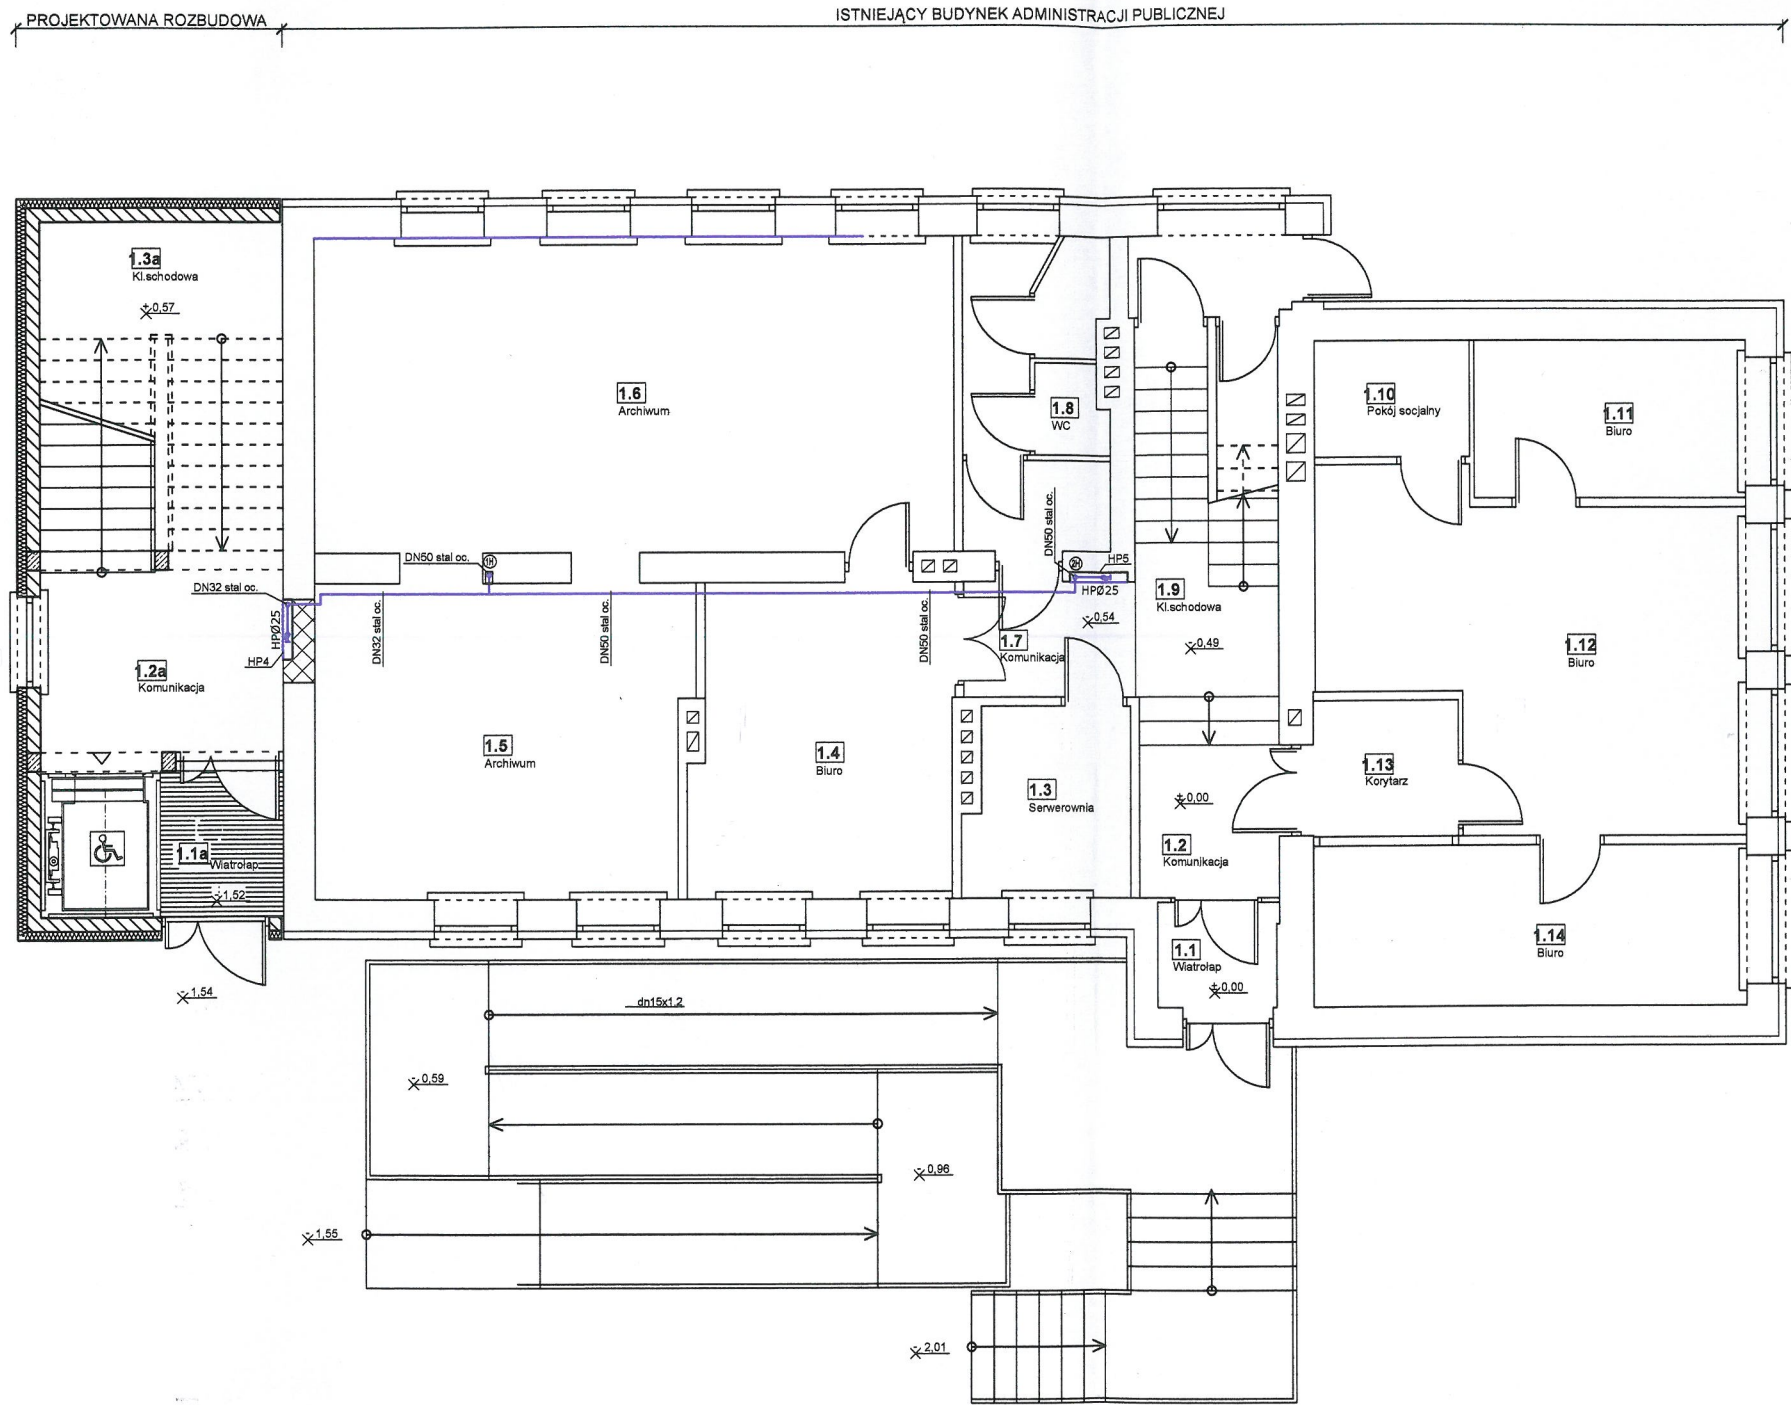 PROJEKTOWANA ROZBUDOWA
ISTNIEJĄCY BUDYNEK ADMINISTRACJI PUBLICZNEJ
1.3a
Kl.schodowa
+0,57
1.6
Archiwum
1.8
WC
1.10
Pokój socjalny
1.11
Biuro
DN50 stal oc.
1H
DN50 stal oc.
2H
HP5
HPØ25
DN32 stal oc.
HPØ25
HP4
DN32 stal oc.
DN50 stal oc.
DN50 stal oc.
-0,54
1.7
Komunikacja
1.9
Kl.schodowa
-0,49
1.12
Biuro
1.2a
Komunikacja
1.5
Archiwum
1.4
Biuro
1.3
Serwerownia
±0,00
1.2
Komunikacja
1.13
Korytarz
1.1a
Wiatrołap
-1,52
1.1
Wiatrołap
±0,00
1.14
Biuro
-1,54
dn15x1.2
-0,59
-0,96
-1,55
-2,01